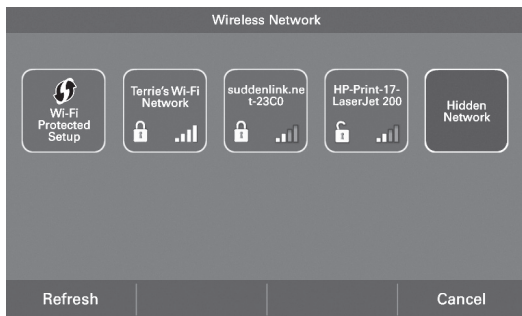 Wireless Network
Wi-Fi
Protected
Setup
Terrie's Wi-Fi
Network
suddenlink.ne
t-23C0
HP-Print-17-
LaserJet 200
Hidden
Network
Refresh
Cancel